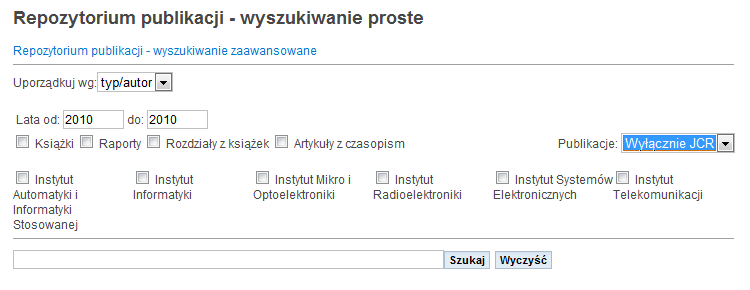 Repozytorium publikacji - wyszukiwanie proste
Repozytorium publikacji - wyszukiwanie zaawansowane
Uporządkuj wg: typ/autor
Lata od: 2010 do: 2010
Książki Raporty Rozdziały z książek Artykuły z czasopism Publikacje: Wyłącznie JCR
Instytut Automatyki i Informatyki Stosowanej
Instytut Informatyki
Instytut Mikro i Optoelektroniki
Instytut Radioelektroniki
Instytut Systemów Elektronicznych
Instytut Telekomunikacji
Szukaj Wyczyść